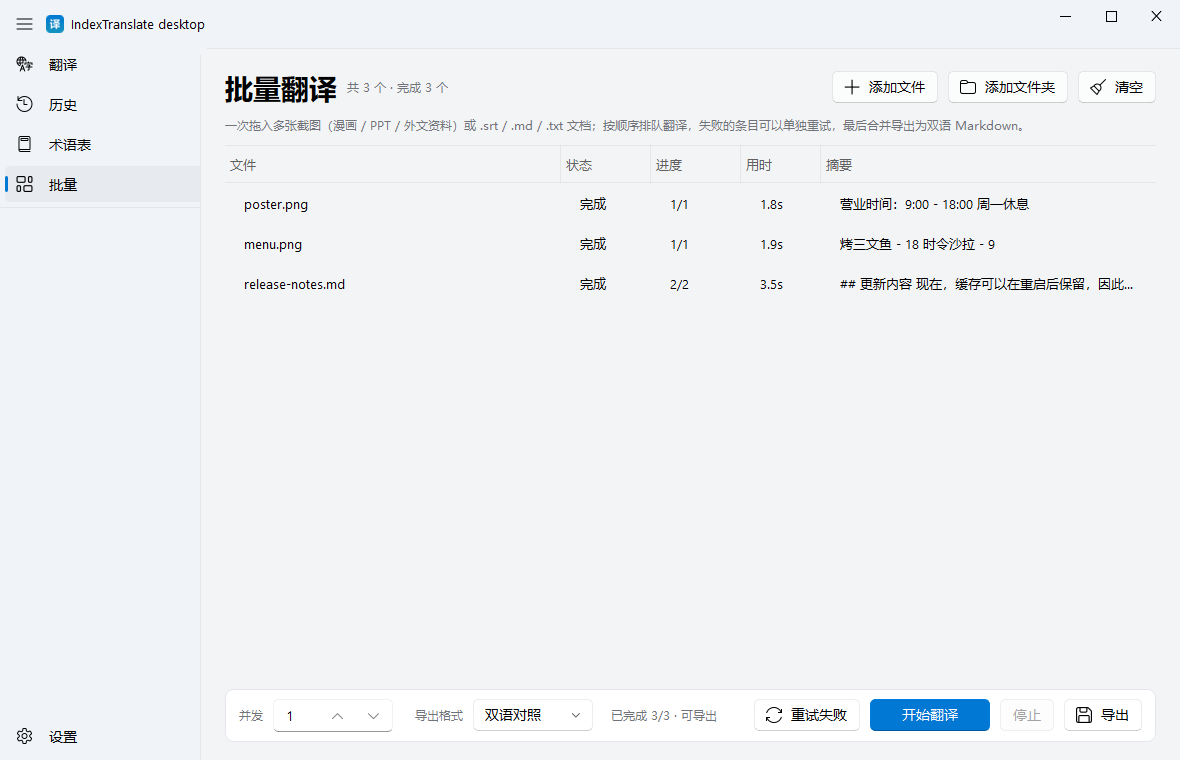 译 IndexTranslate desktop
翻译
历史
术语表
批量
设置
批量翻译 共 3 个 · 完成 3 个
添加文件 添加文件夹 清空
一次拖入多张截图（漫画 / PPT / 外文资料）或 .srt / .md / .txt 文档；按顺序排队翻译，失败的条目可以单独重试，最后合并导出为双语 Markdown。
文件 状态 进度 用时 摘要
poster.png 完成 1/1 1.8s 营业时间：9:00 - 18:00 周一休息
menu.png 完成 1/1 1.9s 烤三文鱼 - 18 时令沙拉 - 9
release-notes.md 完成 2/2 3.5s ## 更新内容 现在，缓存可以在重启后保留，因此...
并发 1 导出格式 双语对照 已完成 3/3 · 可导出 重试失败 开始翻译 停止 导出